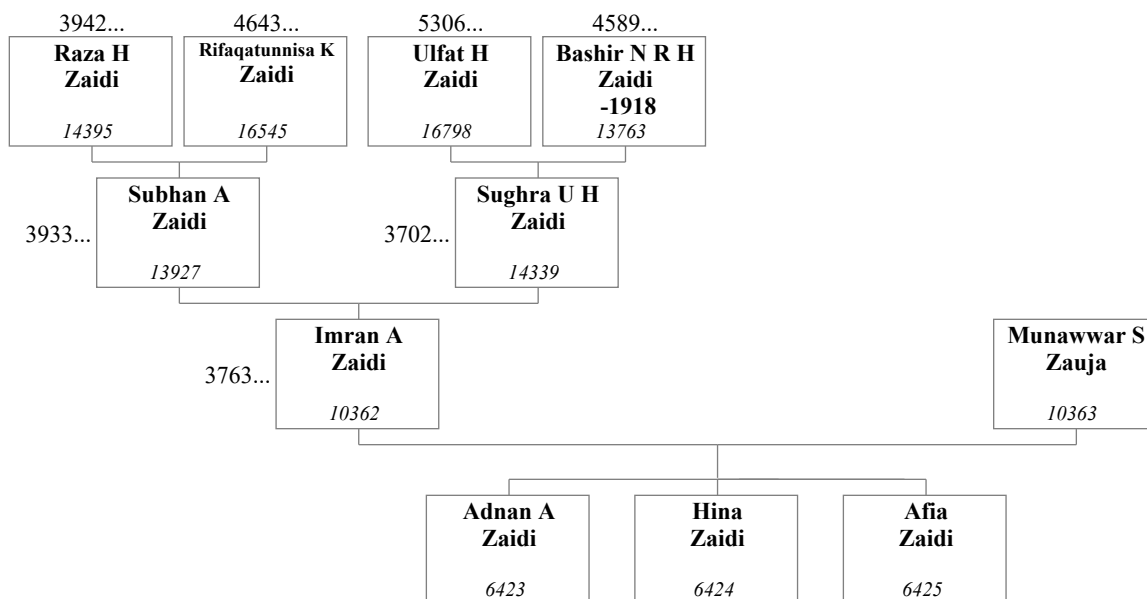 3942...
4643...
5306...
4589...
Raza H
Zaidi
14395
Rifaqatunnisa K
Zaidi
16545
Ulfat H
Zaidi
16798
Bashir N R H
Zaidi
-1918
13763
3933...
Subhan A
Zaidi
13927
3702...
Sughra U H
Zaidi
14339
3763...
Imran A
Zaidi
10362
Munawwar S
Zauja
10363
Adnan A
Zaidi
6423
Hina
Zaidi
6424
Afia
Zaidi
6425